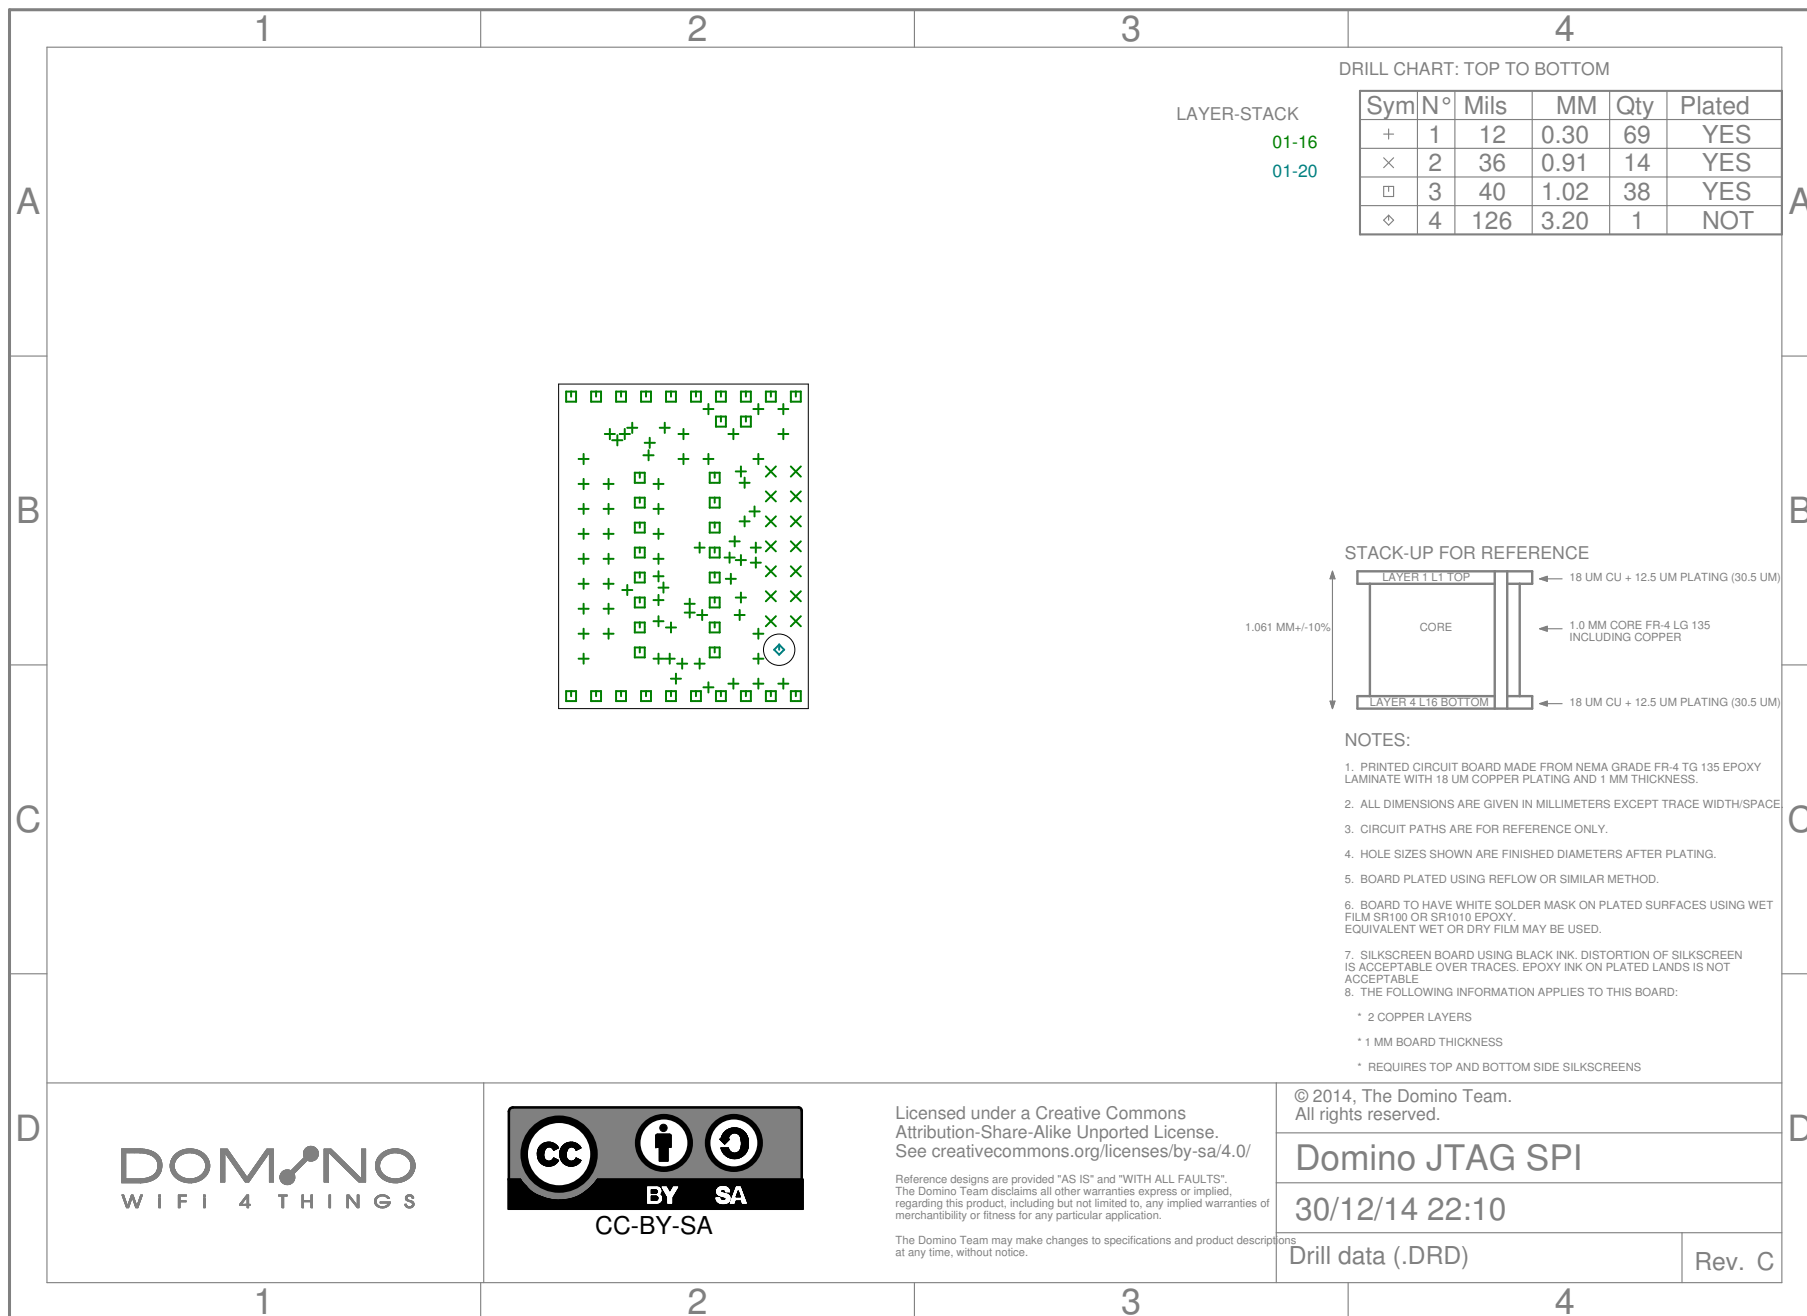 1 2 3 4
DRILL CHART: TOP TO BOTTOM
LAYER-STACK
01-16
01-20
Sym N° Mils MM Qty Plated
+ 1 12 0.30 69 YES
× 2 36 0.91 14 YES
3 40 1.02 38 YES
4 126 3.20 1 NOT
A A
B B
STACK-UP FOR REFERENCE
LAYER 1 L1 TOP
18 UM CU + 12.5 UM PLATING (30.5 UM)
1.061 MM+/-10%
CORE
1.0 MM CORE FR-4 LG 135
INCLUDING COPPER
LAYER 4 L16 BOTTOM
18 UM CU + 12.5 UM PLATING (30.5 UM)
NOTES:
1. PRINTED CIRCUIT BOARD MADE FROM NEMA GRADE FR-4 TG 135 EPOXY
LAMINATE WITH 18 UM COPPER PLATING AND 1 MM THICKNESS.
2. ALL DIMENSIONS ARE GIVEN IN MILLIMETERS EXCEPT TRACE WIDTH/SPACE
C C
3. CIRCUIT PATHS ARE FOR REFERENCE ONLY.
4. HOLE SIZES SHOWN ARE FINISHED DIAMETERS AFTER PLATING.
5. BOARD PLATED USING REFLOW OR SIMILAR METHOD.
6. BOARD TO HAVE WHITE SOLDER MASK ON PLATED SURFACES USING WET
FILM SR100 OR SR1010 EPOXY.
EQUIVALENT WET OR DRY FILM MAY BE USED.
7. SILKSCREEN BOARD USING BLACK INK. DISTORTION OF SILKSCREEN
IS ACCEPTABLE OVER TRACES. EPOXY INK ON PLATED LANDS IS NOT
ACCEPTABLE
8. THE FOLLOWING INFORMATION APPLIES TO THIS BOARD:
* 2 COPPER LAYERS
* 1 MM BOARD THICKNESS
* REQUIRES TOP AND BOTTOM SIDE SILKSCREENS
D D
DOMINO
WIFI 4 THINGS
cc
BY SA
CC-BY-SA
Licensed under a Creative Commons
Attribution-Share-Alike Unported License.
See creativecommons.org/licenses/by-sa/4.0/
Reference designs are provided "AS IS" and "WITH ALL FAULTS".
The Domino Team disclaims all other warranties express or implied,
regarding this product, including but not limited to, any implied warranties of
merchantibility or fitness for any particular application.
The Domino Team may make changes to specifications and product descriptions
at any time, without notice.
© 2014, The Domino Team.
All rights reserved.
Domino JTAG SPI
30/12/14 22:10
Drill data (.DRD)
Rev. C
1 2 3 4